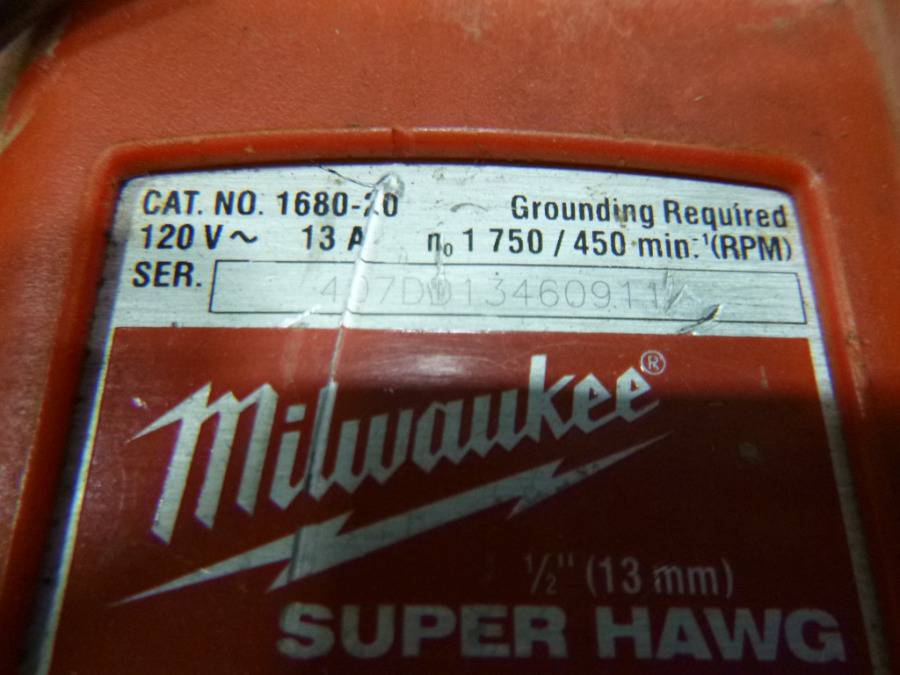 CAT. NO. 1680-20 Grounding Required
120 V~ 13 A n₀ 1 750 / 450 min.⁻¹(RPM)
SER.
Milwaukee®
1/2" (13 mm)
SUPER HAWG